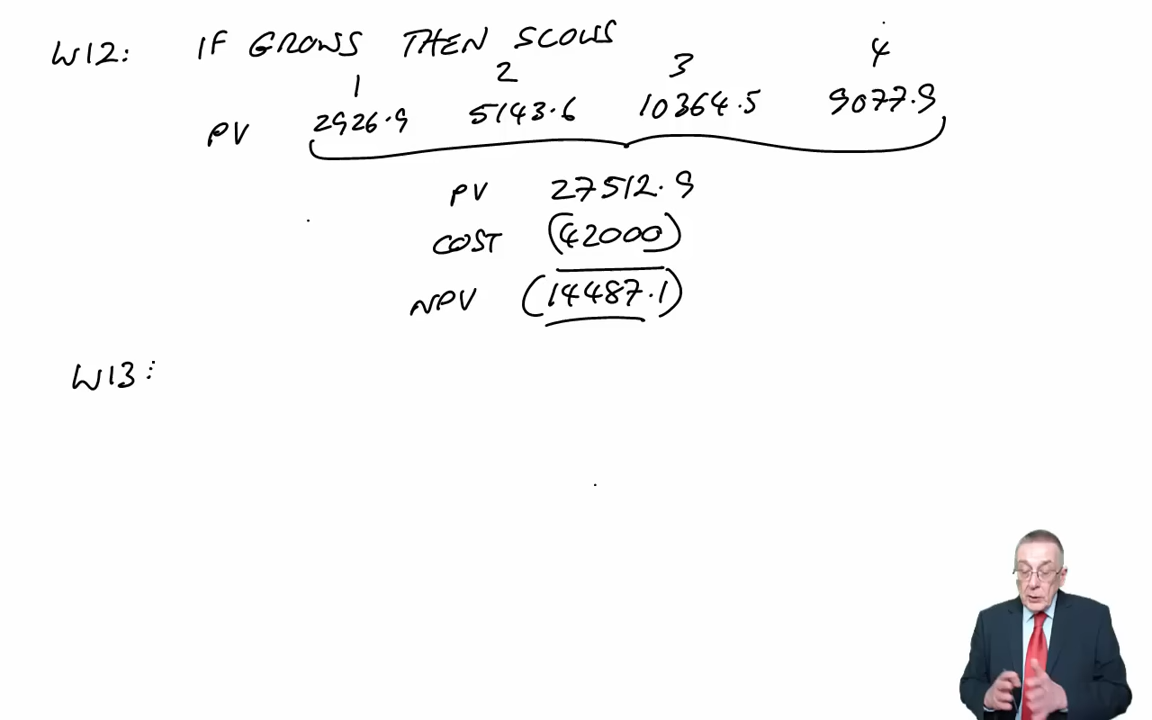 W12: IF GROWS THEN SLOWS
1 2 3 4
PV 2926.9 5143.6 10364.5 9077.9
PV 27512.9
COST (42000)
NPV (14487.1)
W13: